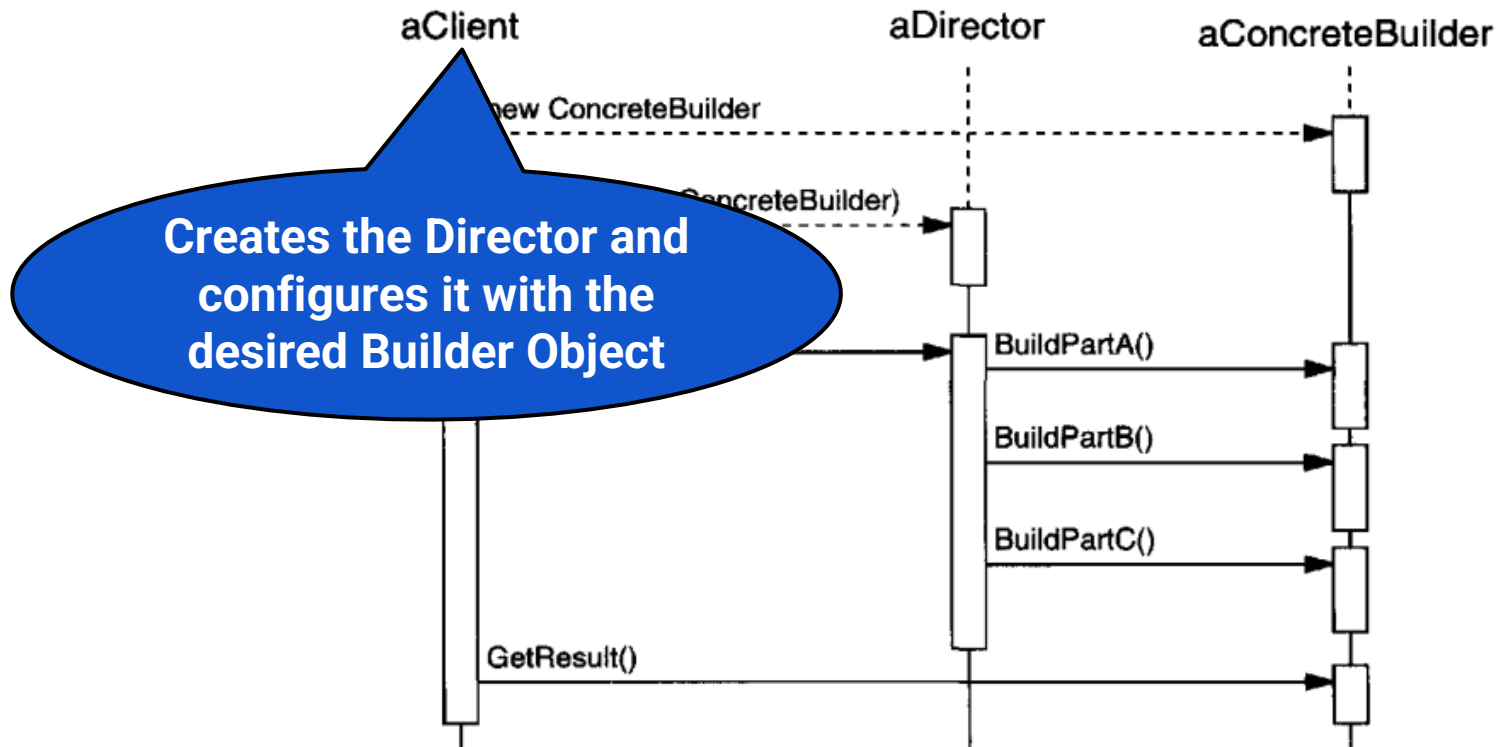 aClient
aDirector
aConcreteBuilder
new ConcreteBuilder
ConcreteBuilder)
Creates the Director and
configures it with the
desired Builder Object
BuildPartA()
BuildPartB()
BuildPartC()
GetResult()